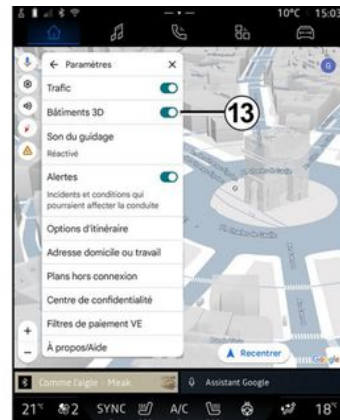 10°C 15:03
Paramètres
Trafic
Bâtiments 3D
13
Son du guidage
Réactivé
Alertes
Incidents et conditions qui
pourraient affecter la conduite
Options d'itinéraire
Adresse domicile ou travail
Plans hors connexion
Centre de confidentialité
Filtres de paiement VE
À propos/Aide
G
+
−
Recentrer
Google
Comme l'aigle - Meak
Assistant Google
21° 2 SYNC A/C 18°